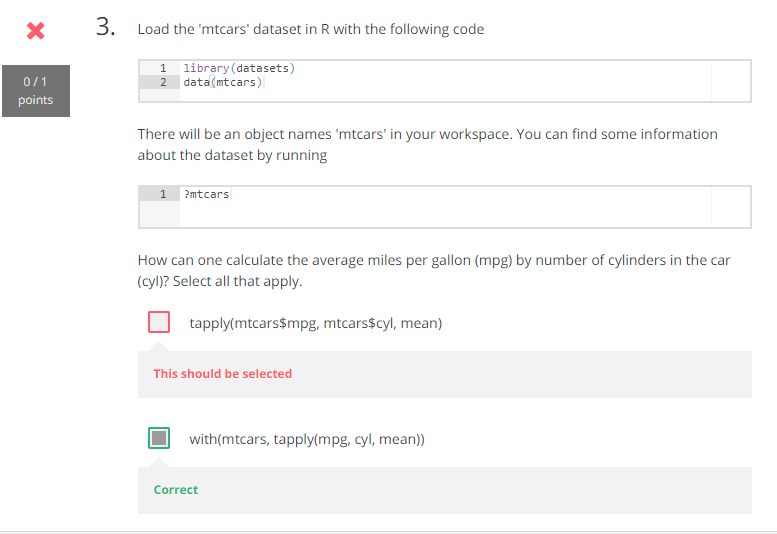 3. Load the 'mtcars' dataset in R with the following code
0 / 1
points
1 library(datasets)
2 data(mtcars)
There will be an object names 'mtcars' in your workspace. You can find some information
about the dataset by running
1 ?mtcars
How can one calculate the average miles per gallon (mpg) by number of cylinders in the car
(cyl)? Select all that apply.
tapply(mtcars$mpg, mtcars$cyl, mean)
This should be selected
with(mtcars, tapply(mpg, cyl, mean))
Correct